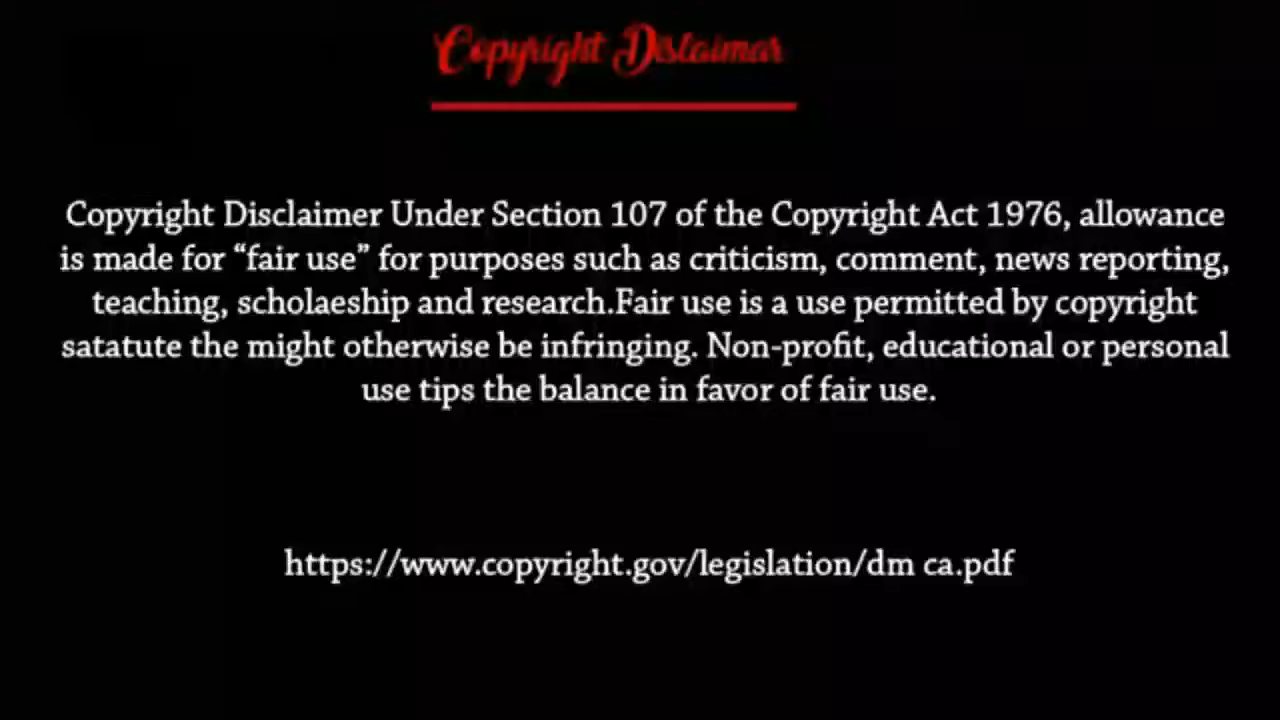 Copyright Dislaimar
Copyright Disclaimer Under Section 107 of the Copyright Act 1976, allowance
is made for “fair use” for purposes such as criticism, comment, news reporting,
teaching, scholaeship and research.Fair use is a use permitted by copyright
satatute the might otherwise be infringing. Non-profit, educational or personal
use tips the balance in favor of fair use.
https://www.copyright.gov/legislation/dm ca.pdf